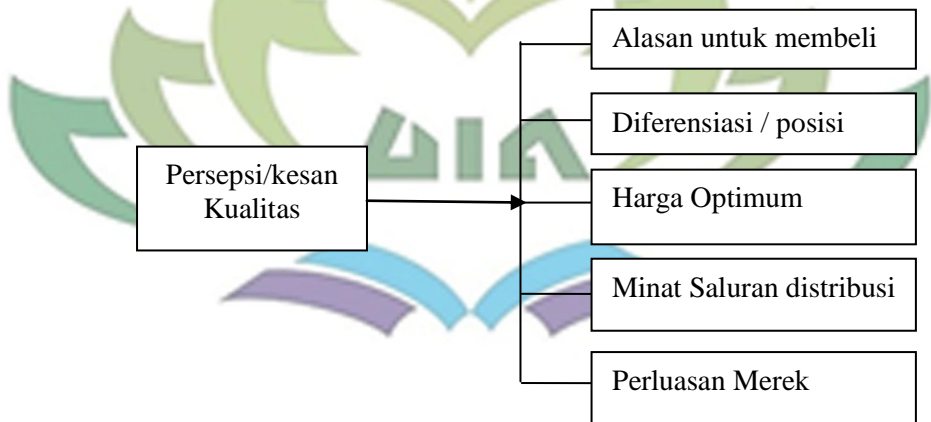 Alasan untuk membeli
Diferensiasi / posisi
Persepsi/kesan
Kualitas
Harga Optimum
Minat Saluran distribusi
Perluasan Merek